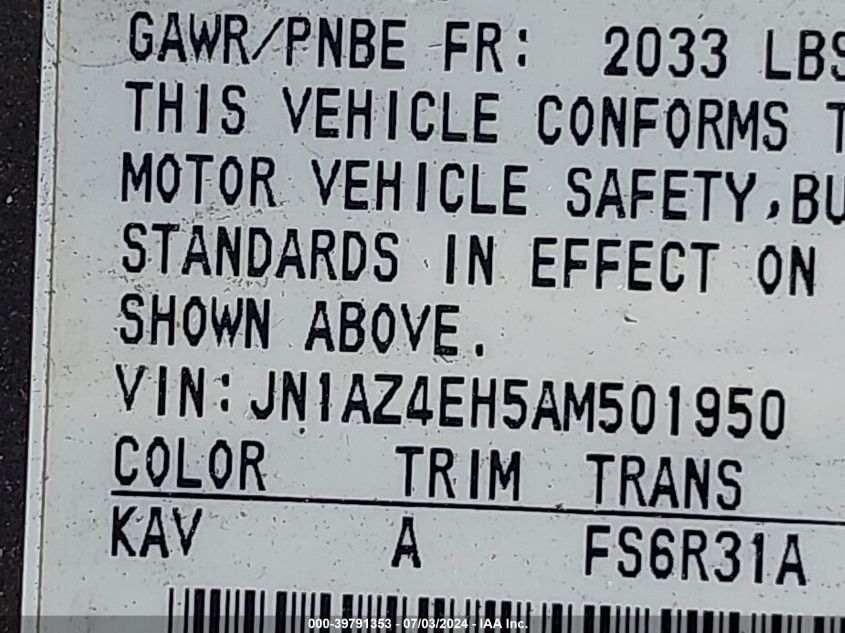 GAWR/PNBE FR: 2033 LBS
THIS VEHICLE CONFORMS T
MOTOR VEHICLE SAFETY,BU
STANDARDS IN EFFECT ON
SHOWN ABOVE.
VIN:JN1AZ4EH5AM501950
COLOR TRIM TRANS
KAV A FS6R31A
000-39791353 - 07/03/2024 - IAA Inc.